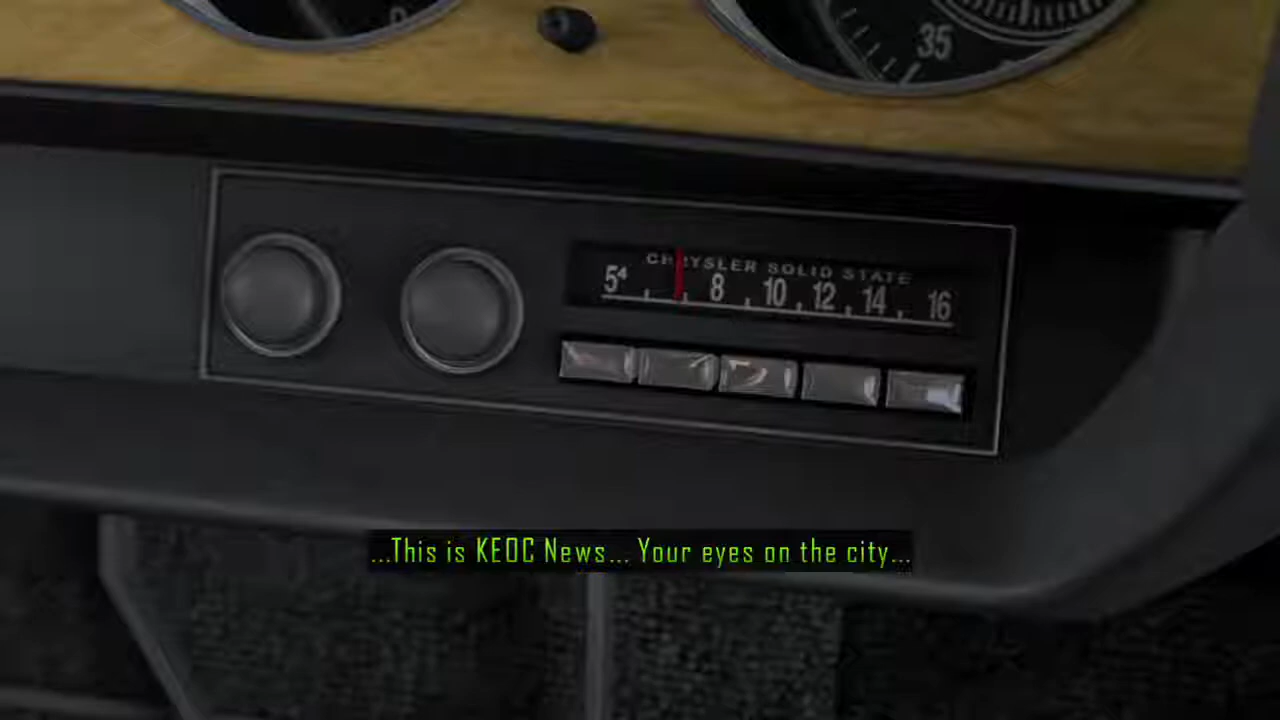 0
35
CHRYSLER SOLID STATE
54 8 10 12 14 16
...This is KEOC News... Your eyes on the city...